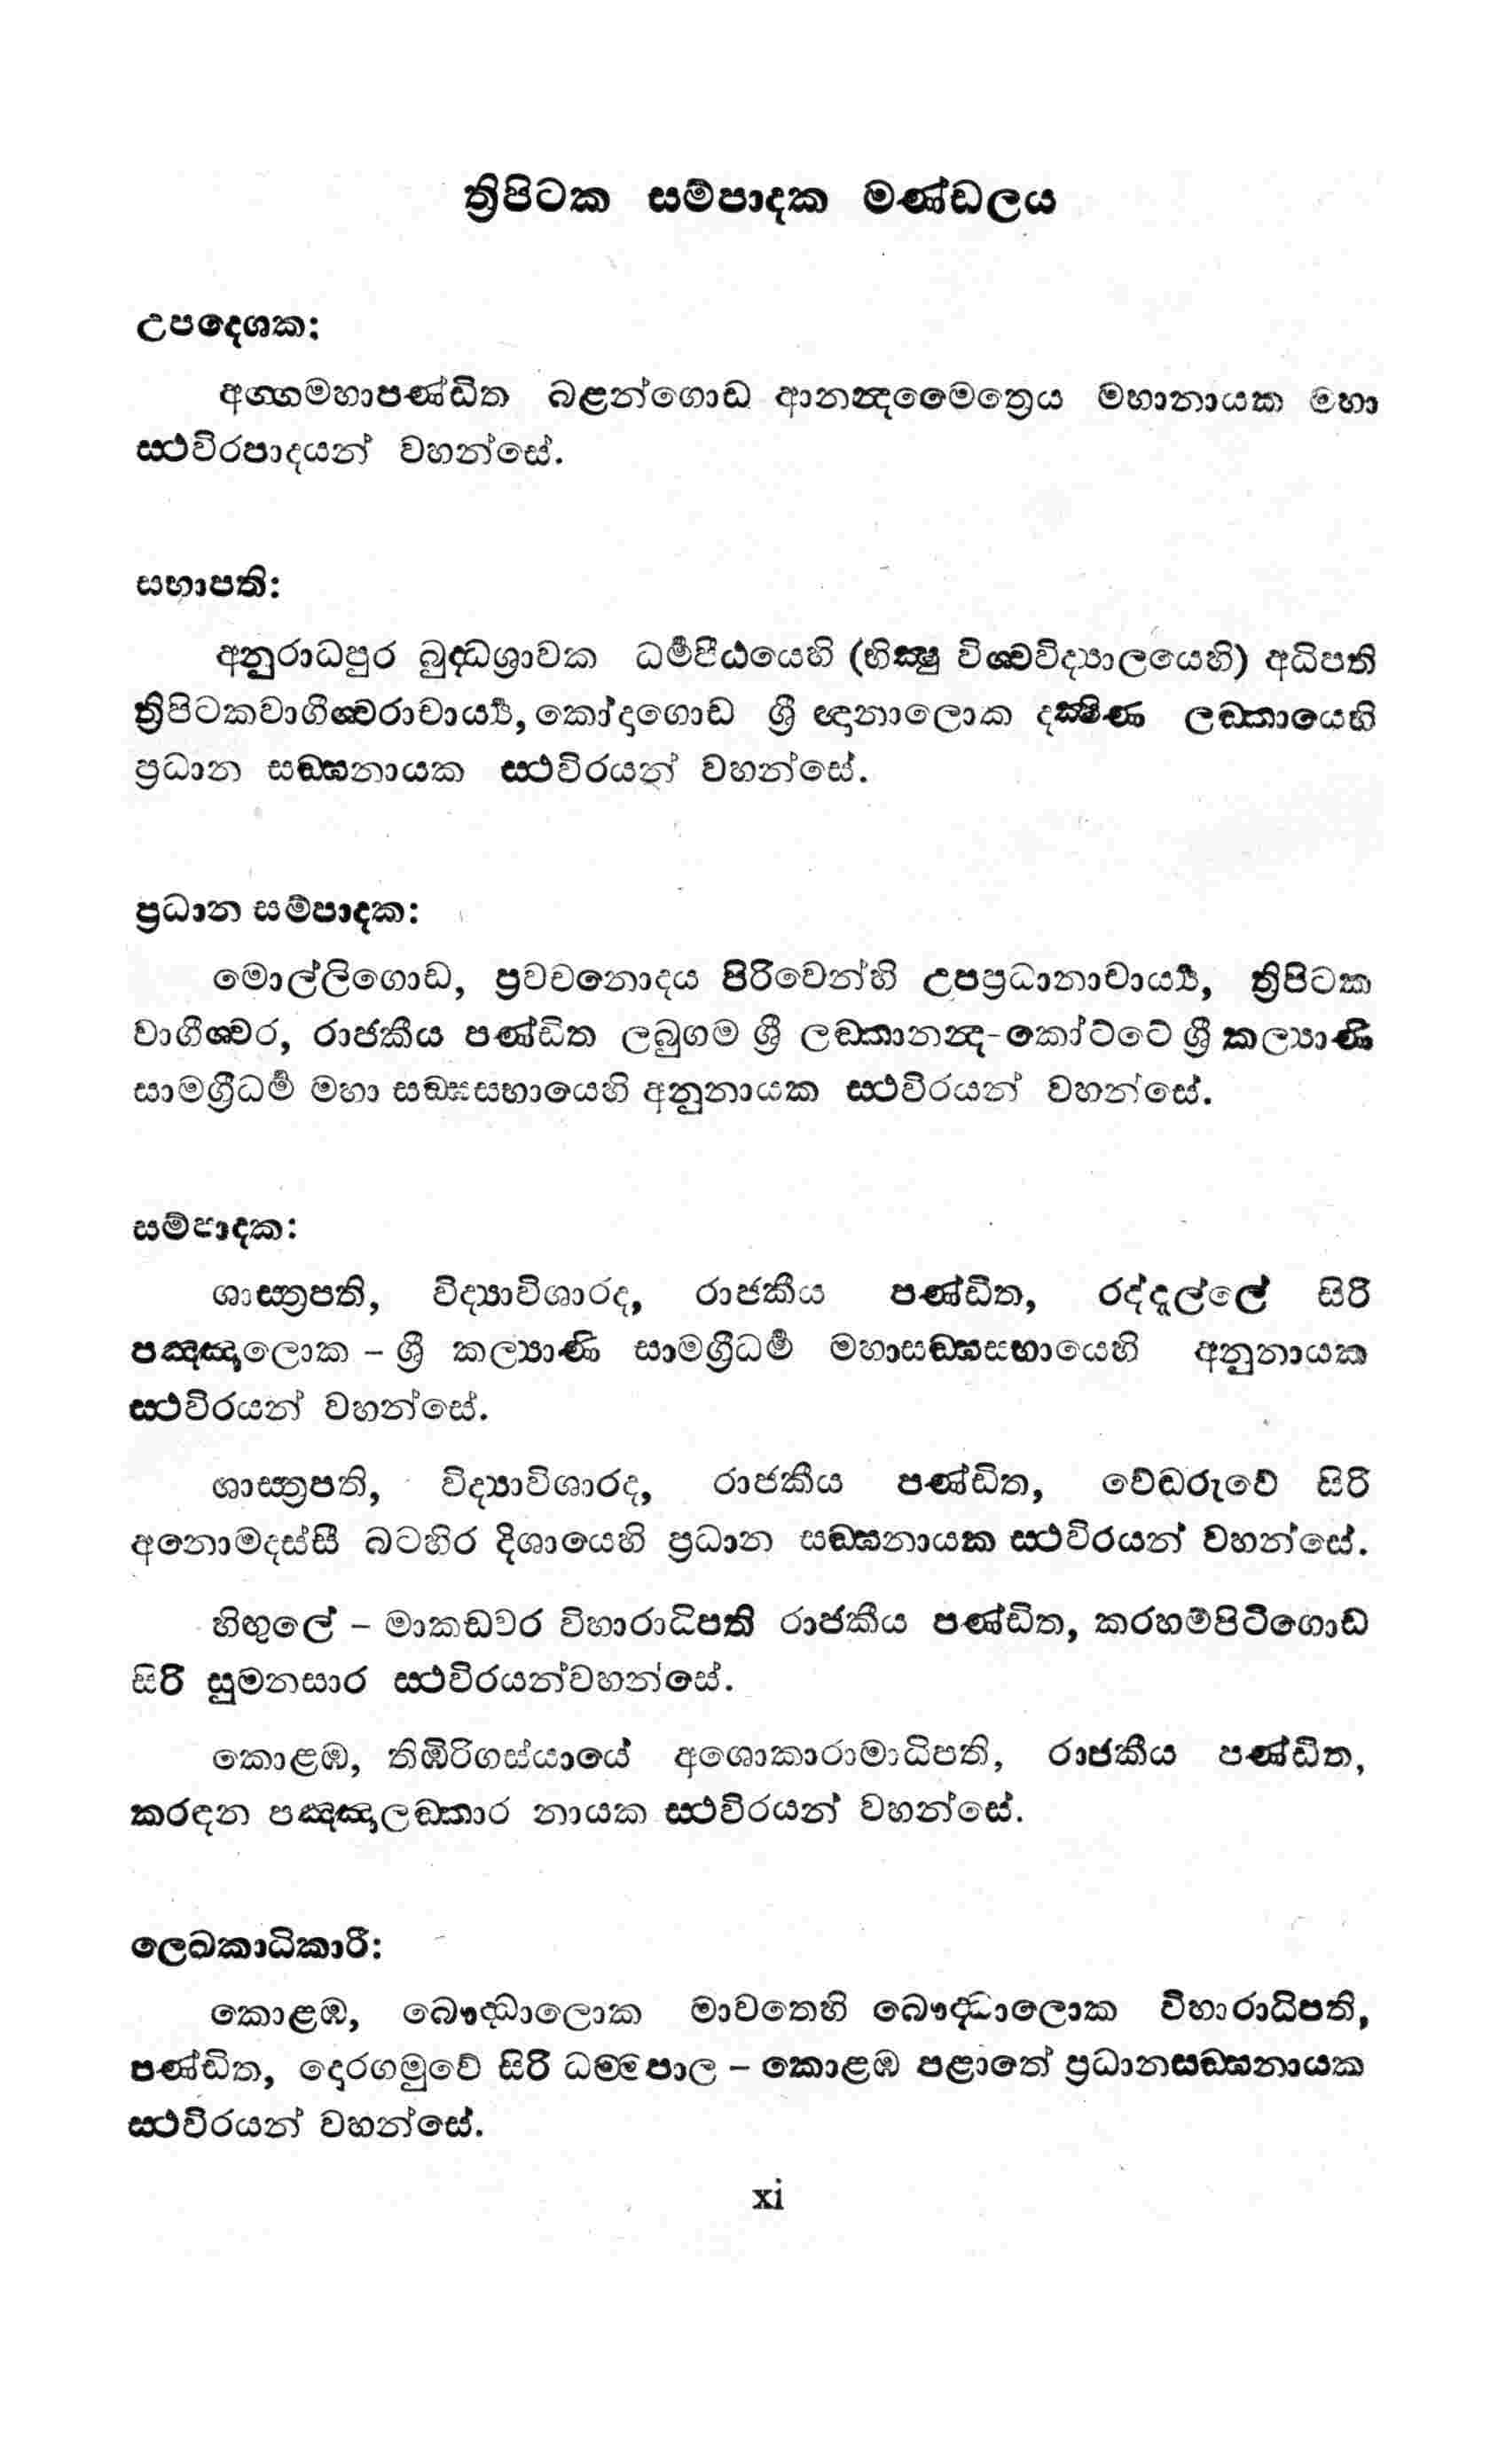 ත්‍රිපිටක සම්පාදක මණ්ඩලය
උපදෙශක:
අග්ගමහාපණ්ඩිත බළන්ගොඩ ආනන්‍දමෛත්‍රෙය මහානායක මහා
ස්ථවිරපාදයන් වහන්සේ.
සභාපති:
අනුරාධපුර බුද්ධශ්‍රාවක ධර්‍මපීඨයෙහි (භික්‍ෂු විශ්වවිද්‍යාලයෙහි) අධිපති
ත්‍රිපිටකවාගීශ්වරාචාර්‍ය්‍ය, කෝදාගොඩ ශ්‍රී ඤානාලොක දක්‍ෂිණ ලඞ්කායෙහි
ප්‍රධාන සඞ්ඝනායක ස්ථවිරයන් වහන්සේ.
ප්‍රධාන සම්පාදක:
මොල්ලිගොඩ, ප්‍රවචනොදය පිරිවෙන්හි උපප්‍රධානාචාර්‍ය්‍ය, ත්‍රිපිටක
වාගීශ්වර, රාජකීය පණ්ඩිත ලබුගම ශ්‍රී ලඞ්කානන්‍ද-කෝට්ටේ ශ්‍රී කල්‍යාණි
සාමග්‍රීධර්‍ම මහා සඞ්ඝසභායෙහි අනුනායක ස්ථවිරයන් වහන්සේ.
සම්පාදක:
ශාස්ත්‍රපති, විද්‍යාවිශාරද, රාජකීය පණ්ඩිත, රද්දැල්ලේ සිරි
පඤ්ඤාලොක – ශ්‍රී කල්‍යාණි සාමග්‍රීධර්‍ම මහාසඞ්ඝසභායෙහි අනුනායක
ස්ථවිරයන් වහන්සේ.
ශාස්ත්‍රපති, විද්‍යාවිශාරද, රාජකීය පණ්ඩිත, වේඩරුවේ සිරි
අනොමදස්සී බටහිර දිශායෙහි ප්‍රධාන සඞ්ඝනායක ස්ථවිරයන් වහන්සේ.
හිඟුලේ – මාකඩවර විහාරාධිපති රාජකීය පණ්ඩිත, කරහම්පිටිගොඩ
සිරි සුමනසාර ස්ථවිරයන්වහන්සේ.
කොළඹ, තිඹිරිගස්යායේ අශොකාරාමාධිපති, රාජකීය පණ්ඩිත,
කරඳන පඤ්ඤාලඞ්කාර නායක ස්ථවිරයන් වහන්සේ.
ලෙඛකාධිකාරී:
කොළඹ, බෞද්ධාලොක මාවතෙහි බෞද්ධාලොක විහාරාධිපති,
පණ්ඩිත, දොරගමුවේ සිරි ධම්මපාල – කොළඹ පළාතේ ප්‍රධානසඞ්ඝනායක
ස්ථවිරයන් වහන්සේ.
xi